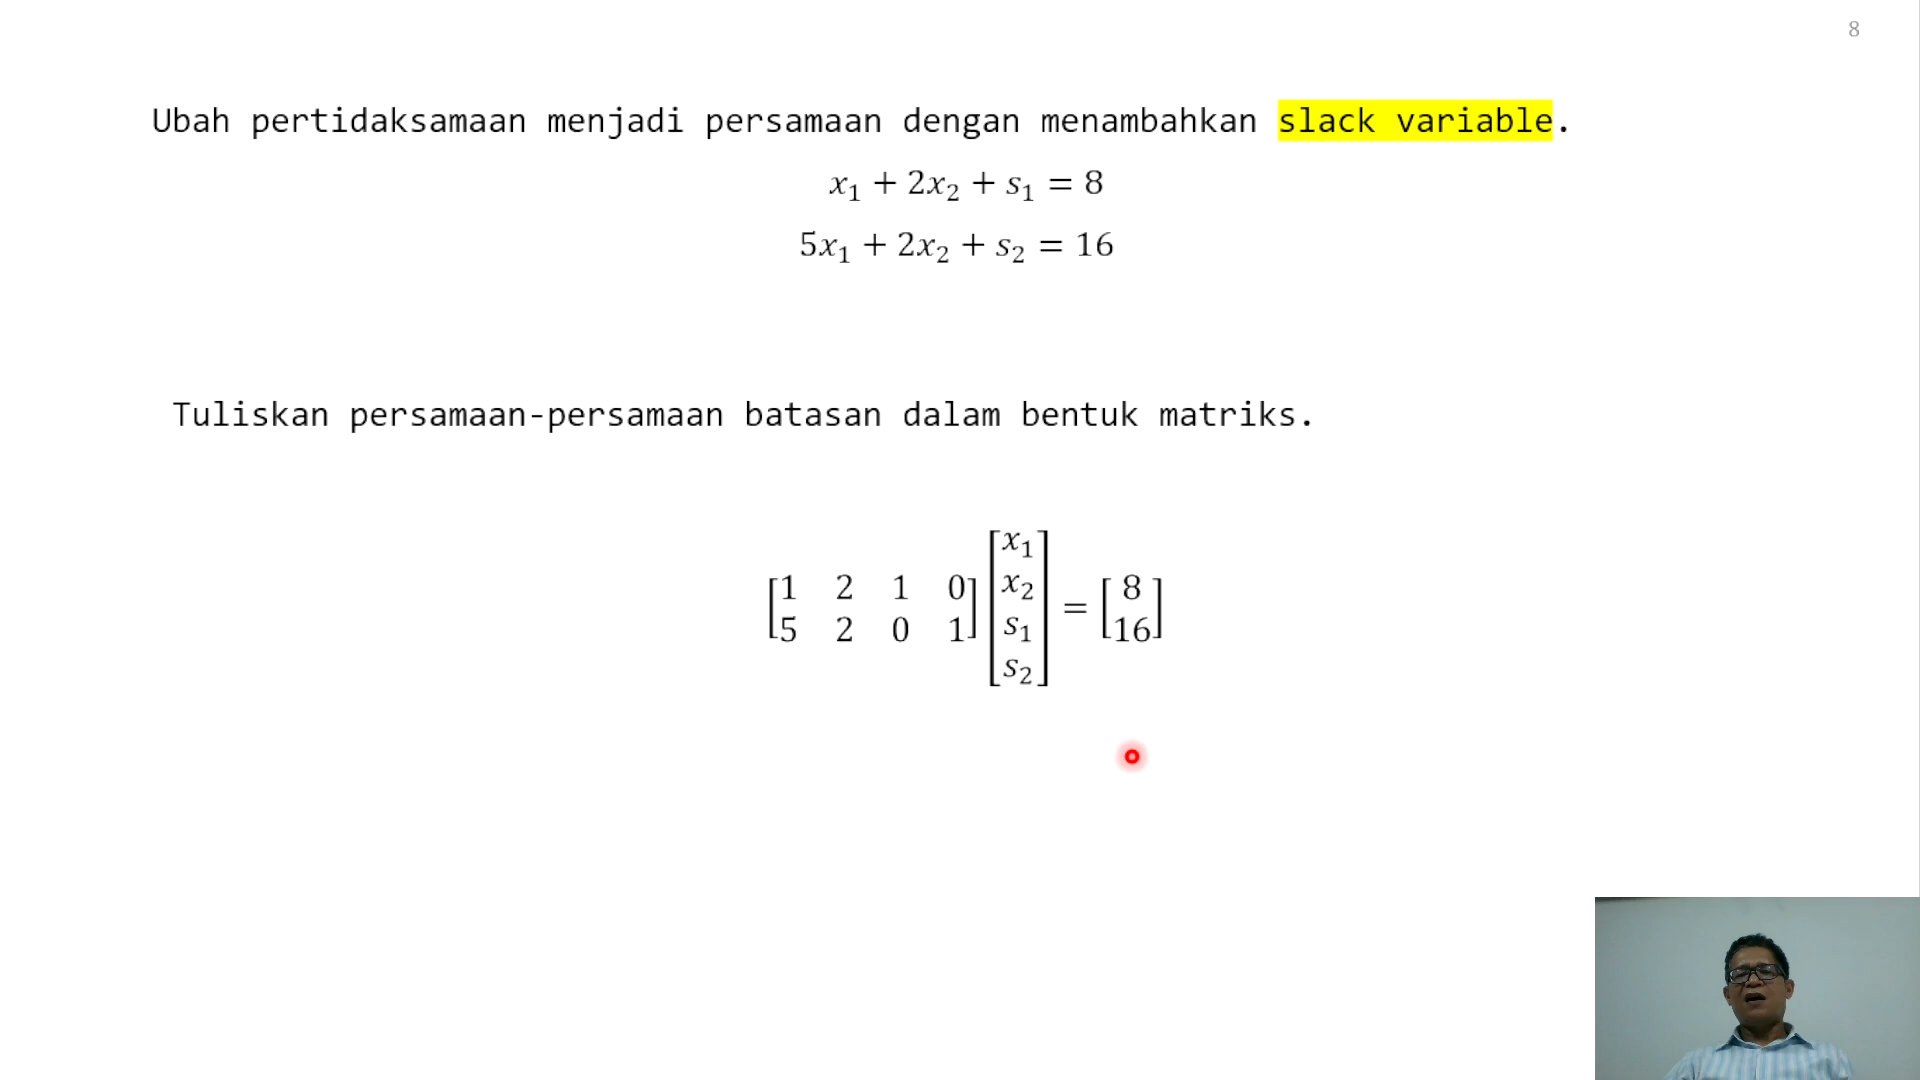 8
Ubah pertidaksamaan menjadi persamaan dengan menambahkan slack variable.
x₁ + 2x₂ + s₁ = 8
5x₁ + 2x₂ + s₂ = 16
Tuliskan persamaan-persamaan batasan dalam bentuk matriks.
[1 2 1 0; 5 2 0 1] [x₁; x₂; s₁; s₂] = [8; 16]